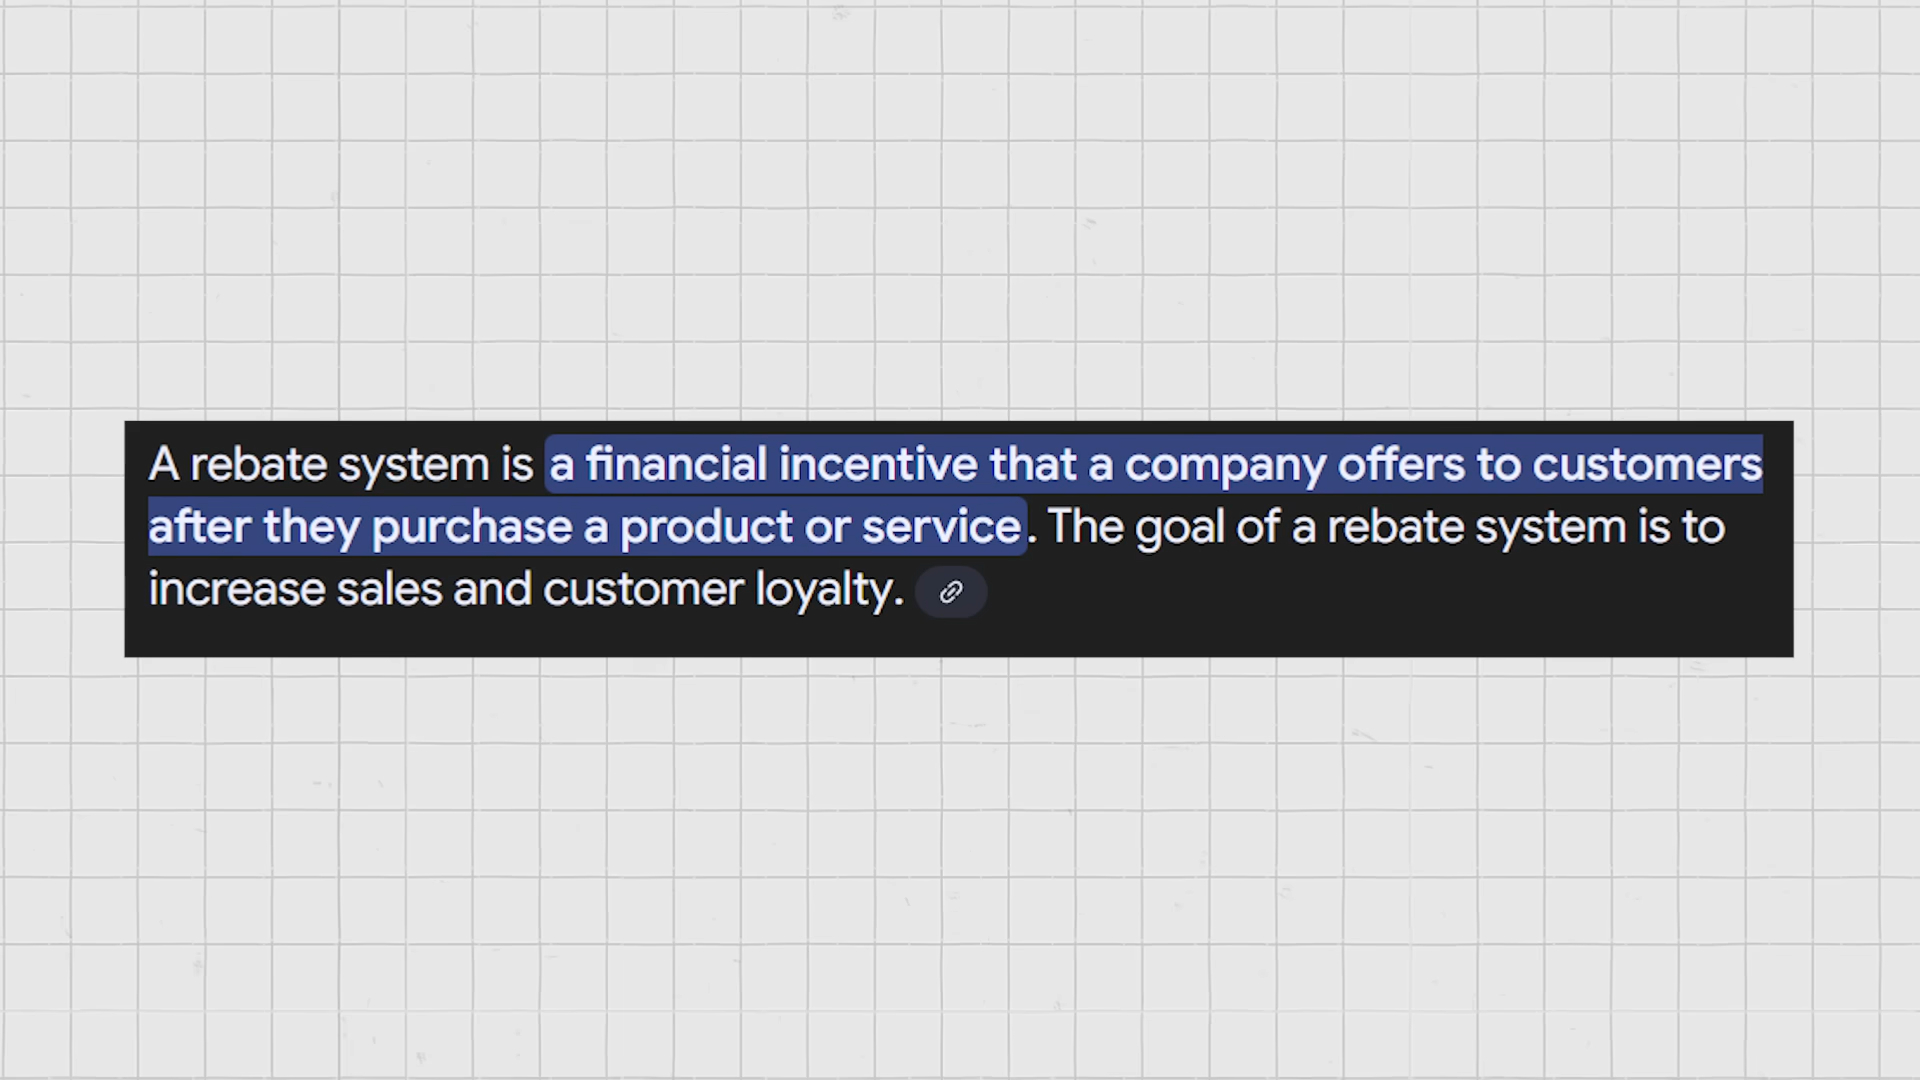 A rebate system is a financial incentive that a company offers to customers
after they purchase a product or service. The goal of a rebate system is to
increase sales and customer loyalty.